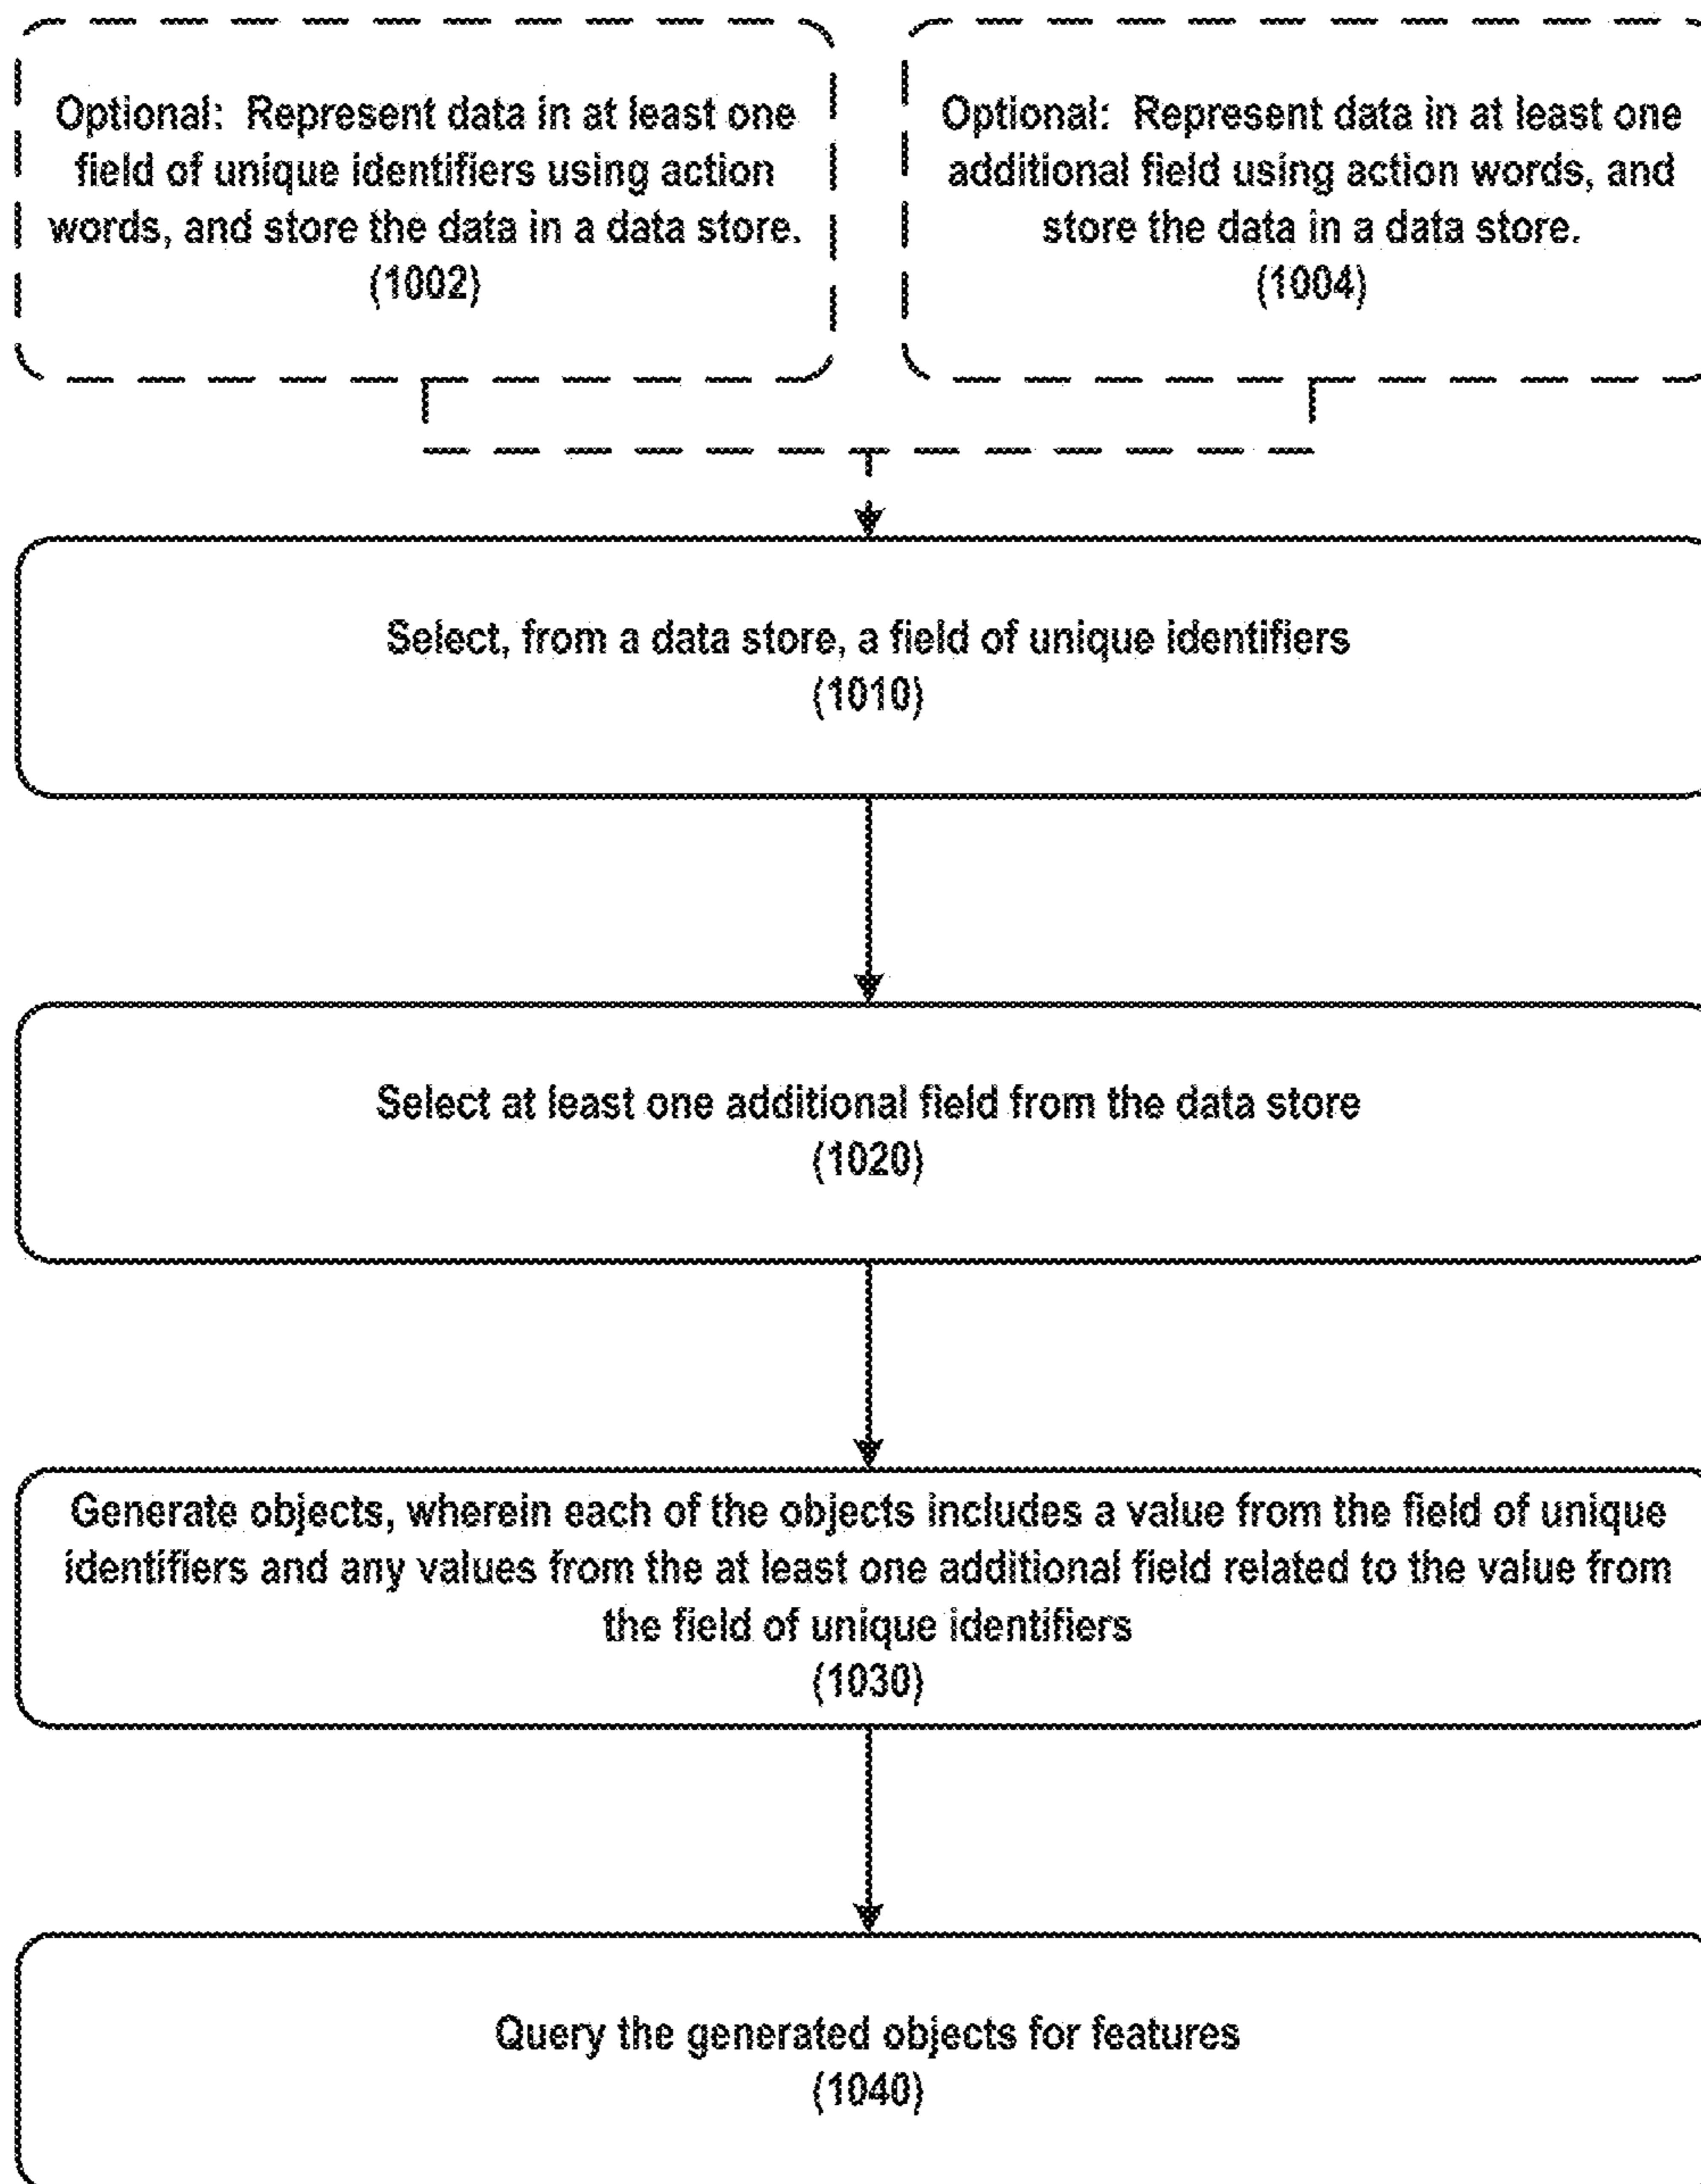 Optional: Represent data in at least one
field of unique identifiers using action
words, and store the data in a data store.
(1002)
Optional: Represent data in at least one
additional field using action words, and
store the data in a data store.
(1004)
Select, from a data store, a field of unique identifiers
(1010)
Select at least one additional field from the data store
(1020)
Generate objects, wherein each of the objects includes a value from the field of unique
identifiers and any values from the at least one additional field related to the value from
the field of unique identifiers
(1030)
Query the generated objects for features
(1040)